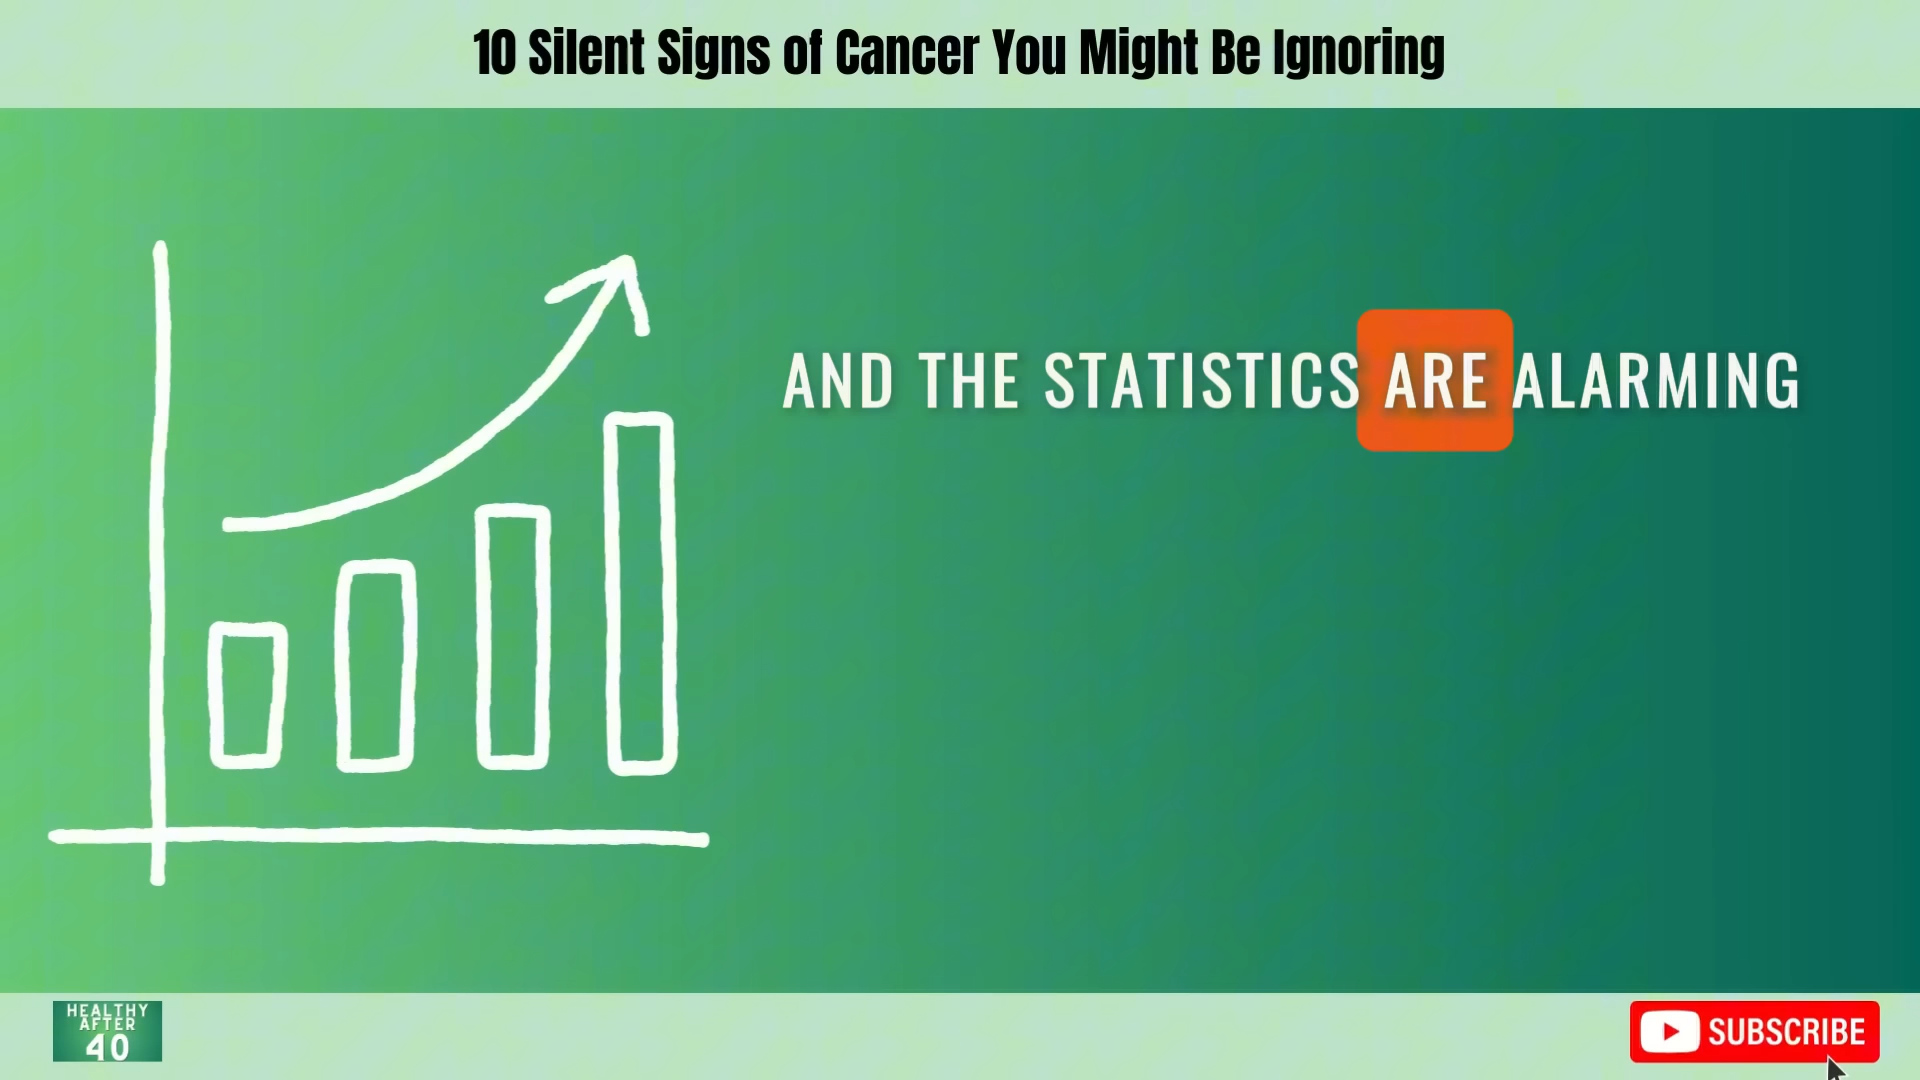 10 Silent Signs of Cancer You Might Be Ignoring
AND THE STATISTICS ARE ALARMING
HEALTHY
AFTER
40
SUBSCRIBE